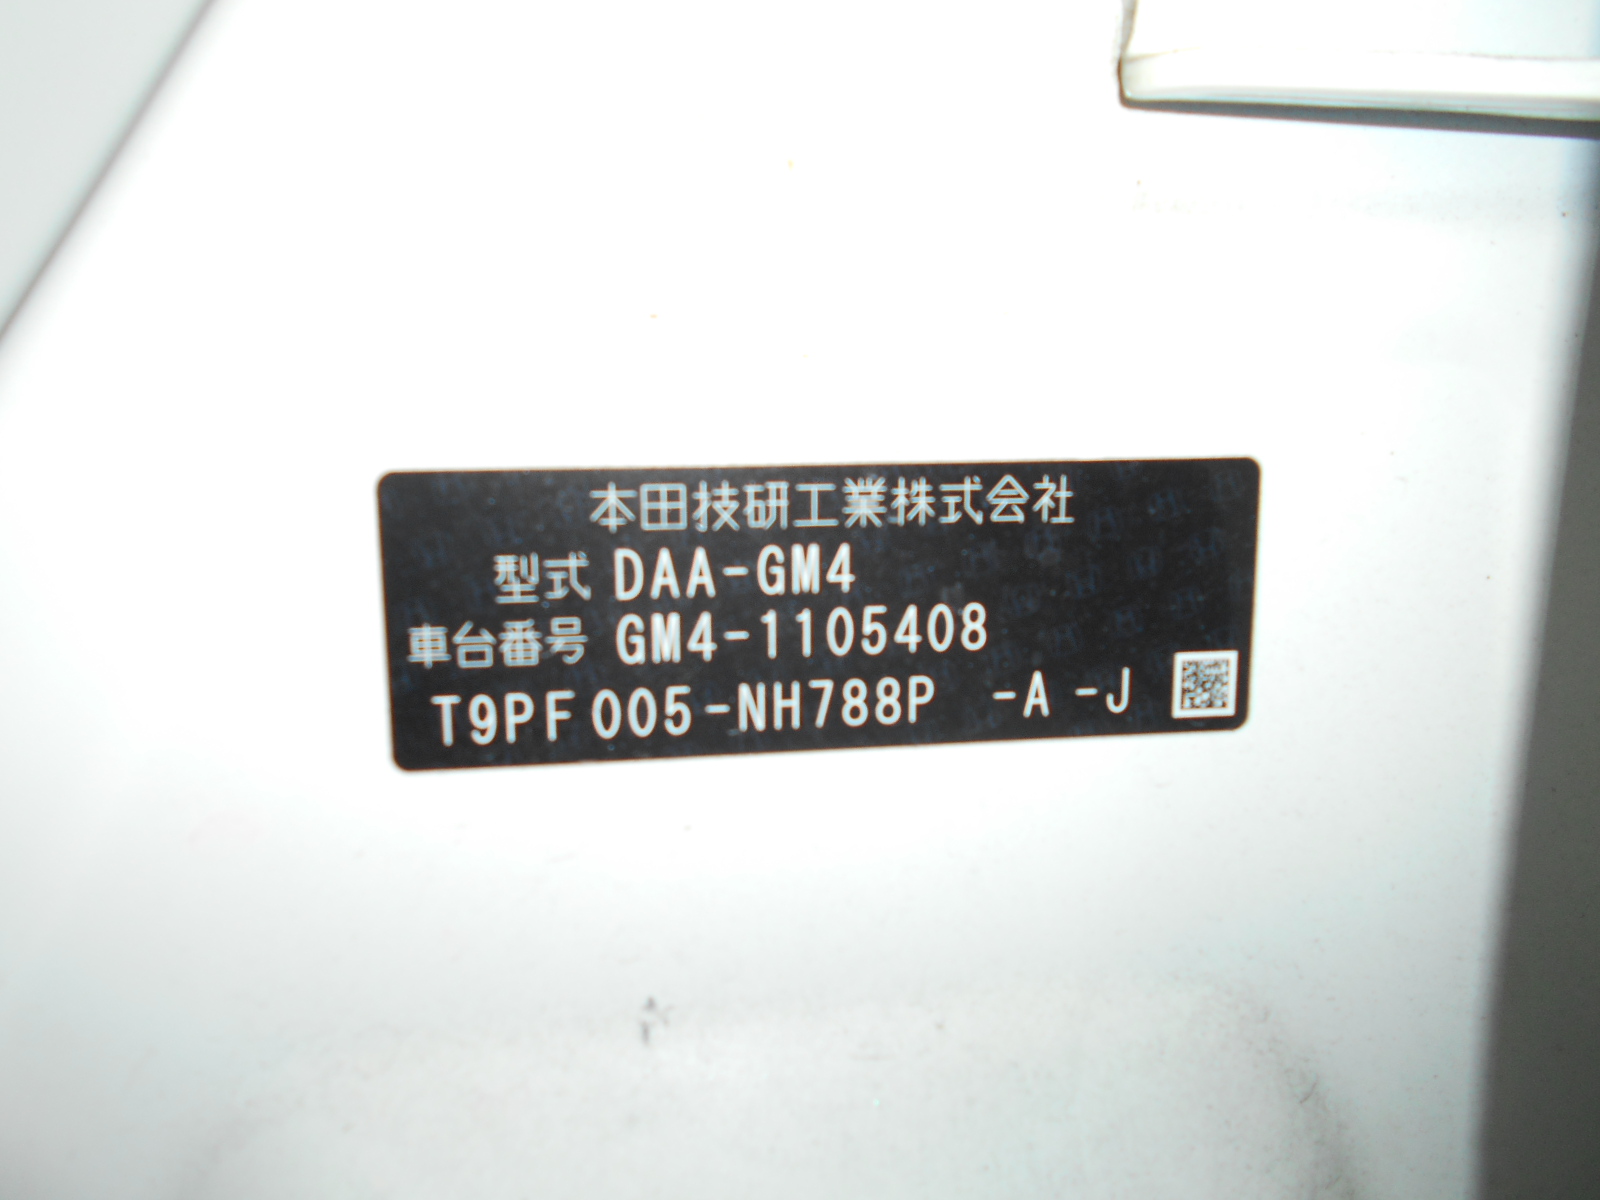 本田技研工業株式会社
型式 DAA-GM4
車台番号 GM4-1105408
T9PF005-NH788P -A -J